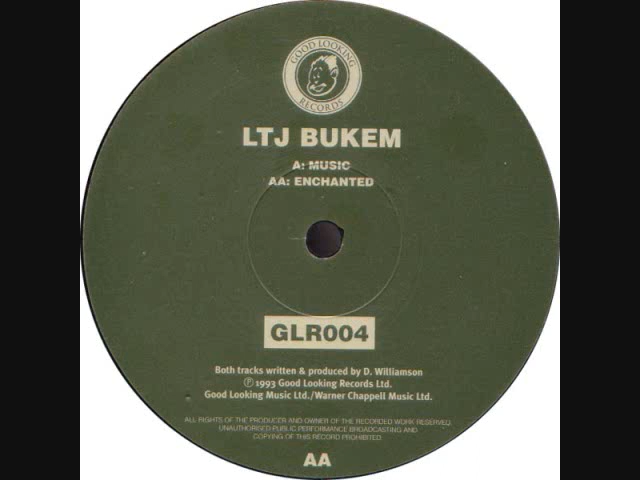 GOOD LOOKING
RECORDS
LTJ BUKEM
A: MUSIC
AA: ENCHANTED
GLR004
Both tracks written & produced by D. Williamson
Ⓟ 1993 Good Looking Records Ltd.
Good Looking Music Ltd./Warner Chappell Music Ltd.
ALL RIGHTS OF THE PRODUCER AND OWNER OF THE RECORDED WORK RESERVED.
UNAUTHORISED PUBLIC PERFORMANCE BROADCASTING AND
COPYING OF THIS RECORD PROHIBITED
AA